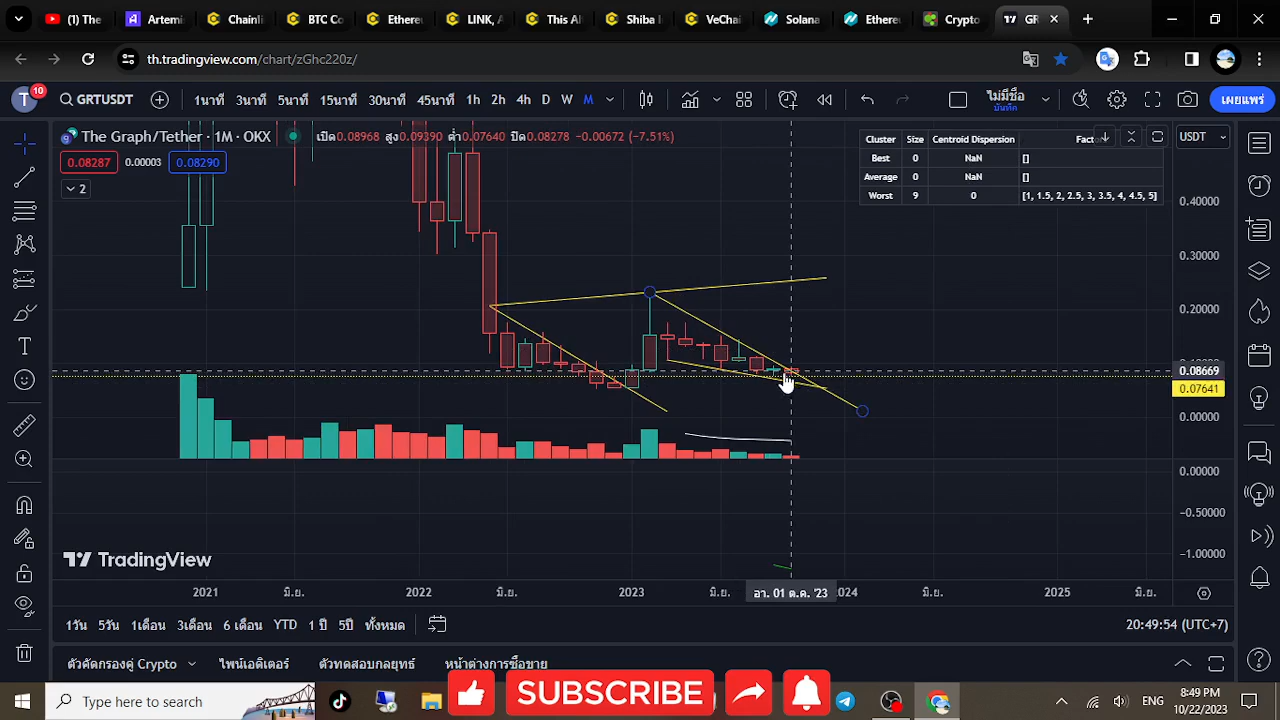 (1) The
Artemi
Chainli
BTC Co
Ethere
LINK, A
This Al
Shiba I
VeChai
Solana
Ethere
Crypto
GR
th.tradingview.com/chart/zGhc220z/
T
10
GRTUSDT
1นาที
3นาที
5นาที
15นาที
30นาที
45นาที
1h
2h
4h
D
W
M
ไม่มีชื่อ
บันทึก
เผยแพร่
The Graph/Tether · 1M · OKX
เปิด0.08968 สูง0.09390 ต่ำ0.07640 ปิด0.08278 −0.00672 (−7.51%)
0.08287
0.00003
0.08290
2
Cluster Size Centroid Dispersion
Best 0 NaN []
Average 0 NaN []
Worst 9 0 [1, 1.5, 2, 2.5, 3, 3.5, 4, 4.5, 5]
USDT
0.40000
0.30000
0.20000
0.08669
0.07641
0.00000
0.00000
−0.50000
−1.00000
TradingView
2021
มิ.ย.
2022
มิ.ย.
2023
มิ.ย.
อา. 01 ต.ค. '23
2024
มิ.ย.
2025
มิ.ย.
1วัน 5วัน 1เดือน 3เดือน 6 เดือน YTD 1 ปี 5ปี ทั้งหมด
20:49:54 (UTC+7)
ตัวคัดกรองคู่ Crypto
ไพน์เอดิเตอร์
ตัวทดสอบกลยุทธ์
หน้าต่างการซื้อขาย
SUBSCRIBE
Type here to search
ENG
8:49 PM
10/22/2023